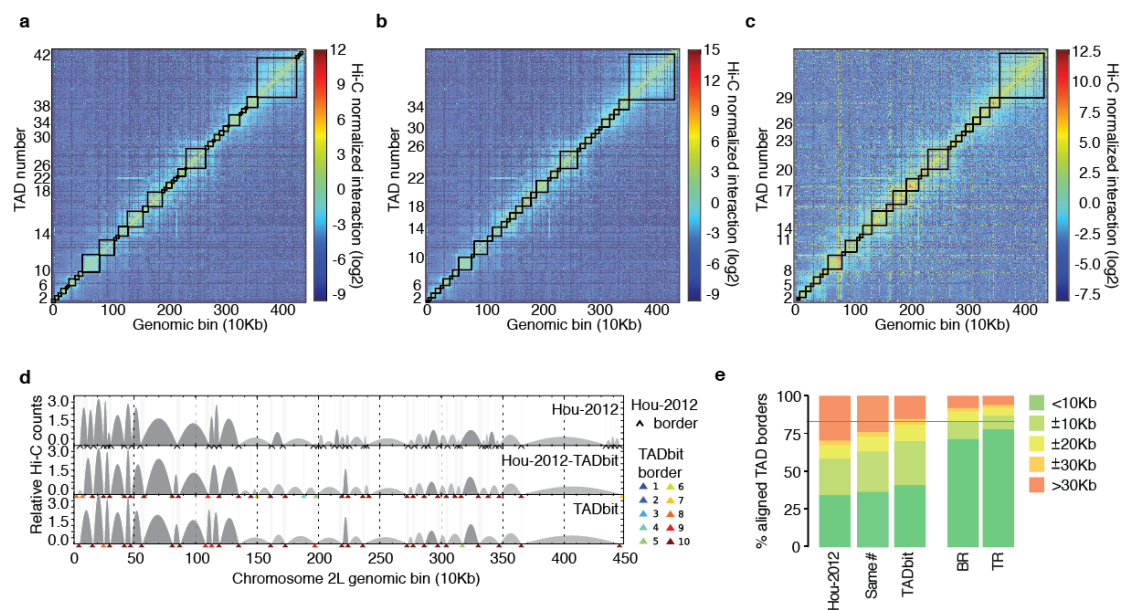 a
42
38
34
30
26
22
18
14
10
6
2
TAD number
0 100 200 300 400
Genomic bin (10Kb)
12
9
6
3
0
-3
-6
-9
Hi-C normalized interaction (log2)
b
34
30
26
22
18
14
10
6
2
TAD number
0 100 200 300 400
Genomic bin (10Kb)
15
12
9
6
3
0
-3
-6
-9
Hi-C normalized interaction (log2)
c
29
26
23
20
17
14
11
8
5
2
TAD number
0 100 200 300 400
Genomic bin (10Kb)
12.5
10.0
7.5
5.0
2.5
0.0
-2.5
-5.0
-7.5
Hi-C normalized interaction (log2)
d
Relative Hi-C counts
3.0
1.5
0.0
Hou-2012
3.0
1.5
0.0
Hou-2012-TADbit
3.0
1.5
0.0
TADbit
0 50 100 150 200 250 300 350 400 450
Chromosome 2L genomic bin (10Kb)
Hou-2012
border
TADbit
border
1 6
2 7
3 8
4 9
5 10
e
% aligned TAD borders
100
75
50
25
0
Hou-2012
Same#
TADbit
BR
TR
<10Kb
±10Kb
±20Kb
±30Kb
>30Kb